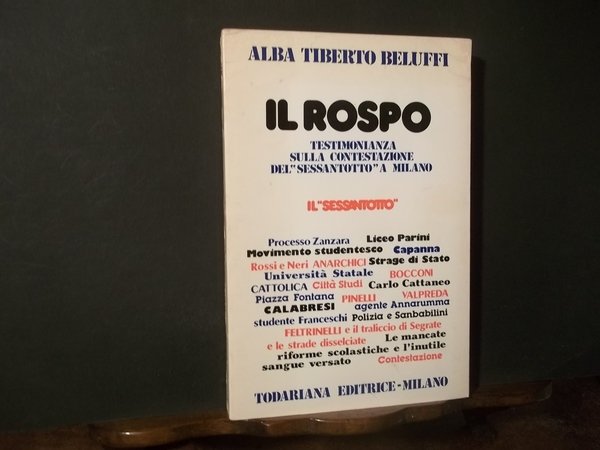 ALBA TIBERTO BELUFFI
IL ROSPO
TESTIMONIANZA
SULLA CONTESTAZIONE
DEL "SESSANTOTTO" A MILANO
IL "SESSANTOTTO"
Processo Zanzara Liceo Parini
Movimento studentesco Capanna
Rossi e Neri ANARCHICI Strage di Stato
Università Statale BOCCONI
CATTOLICA Città Studi Carlo Cattaneo
Piazza Fontana PINELLI VALPREDA
CALABRESI agente Annarumma
studente Franceschi Polizia e Sanbabilini
FELTRINELLI e il traliccio di Segrate
e le strade disselciate Le mancate
riforme scolastiche e l'inutile
sangue versato Contestazione
TODARIANA EDITRICE-MILANO